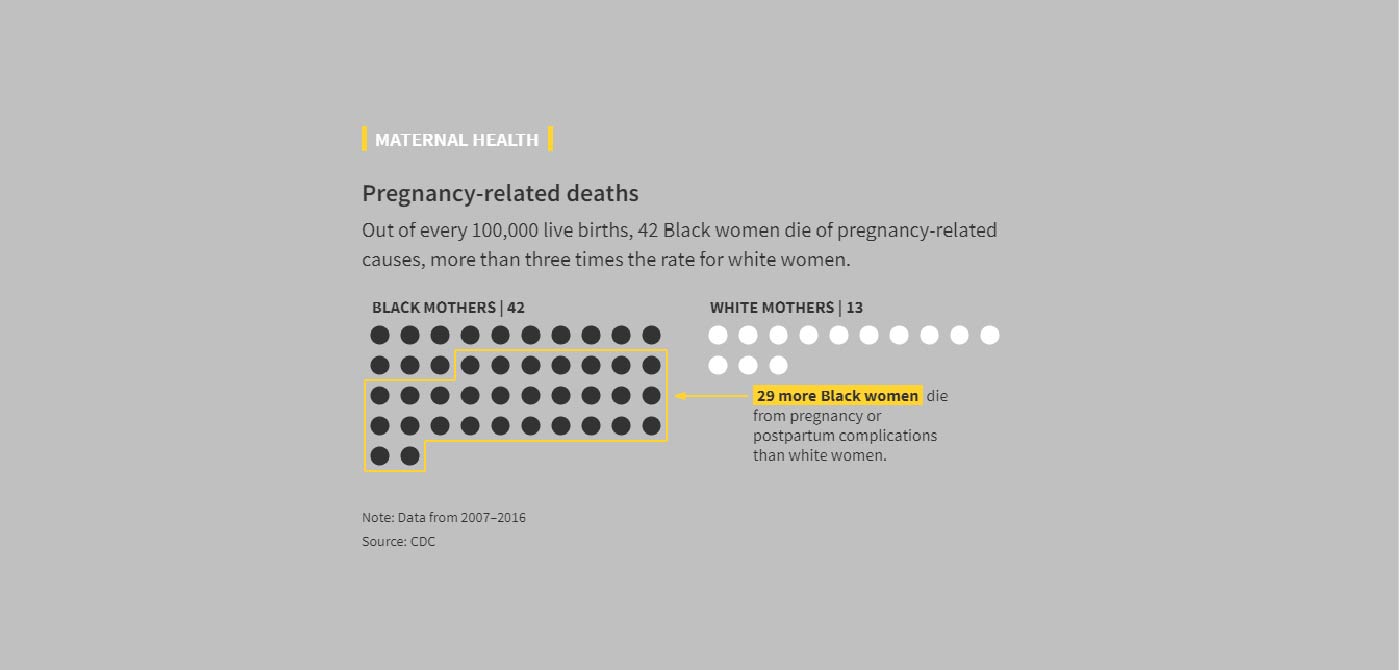 MATERNAL HEALTH
Pregnancy-related deaths
Out of every 100,000 live births, 42 Black women die of pregnancy-related
causes, more than three times the rate for white women.
BLACK MOTHERS | 42
WHITE MOTHERS | 13
29 more Black women die
from pregnancy or
postpartum complications
than white women.
Note: Data from 2007–2016
Source: CDC